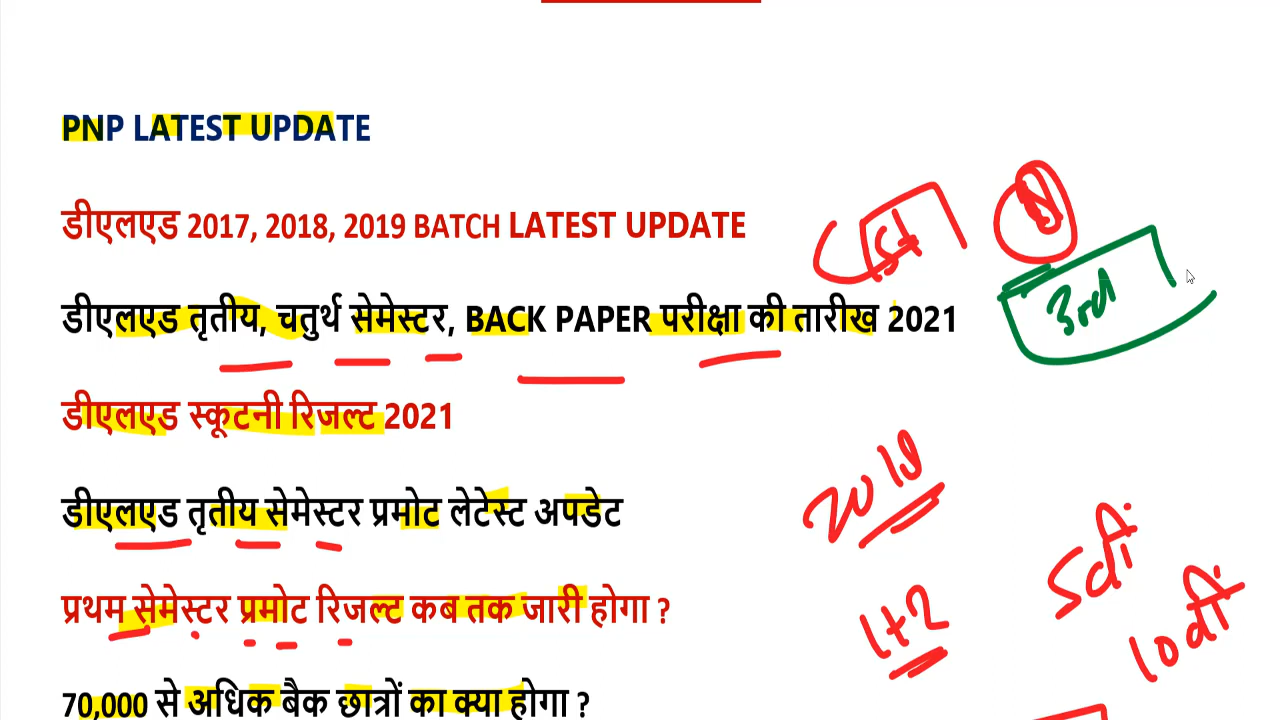 PNP LATEST UPDATE
डीएलएड 2017, 2018, 2019 BATCH LATEST UPDATE
1st
3rd
डीएलएड तृतीय, चतुर्थ सेमेस्टर, BACK PAPER परीक्षा की तारीख 2021
डीएलएड स्कूटनी रिजल्ट 2021
2019
डीएलएड तृतीय सेमेस्टर प्रमोट लेटेस्ट अपडेट
5वीं
प्रथम सेमेस्टर प्रमोट रिजल्ट कब तक जारी होगा ?
1+2
10वीं
70,000 से अधिक बैक छात्रों का क्या होगा ?